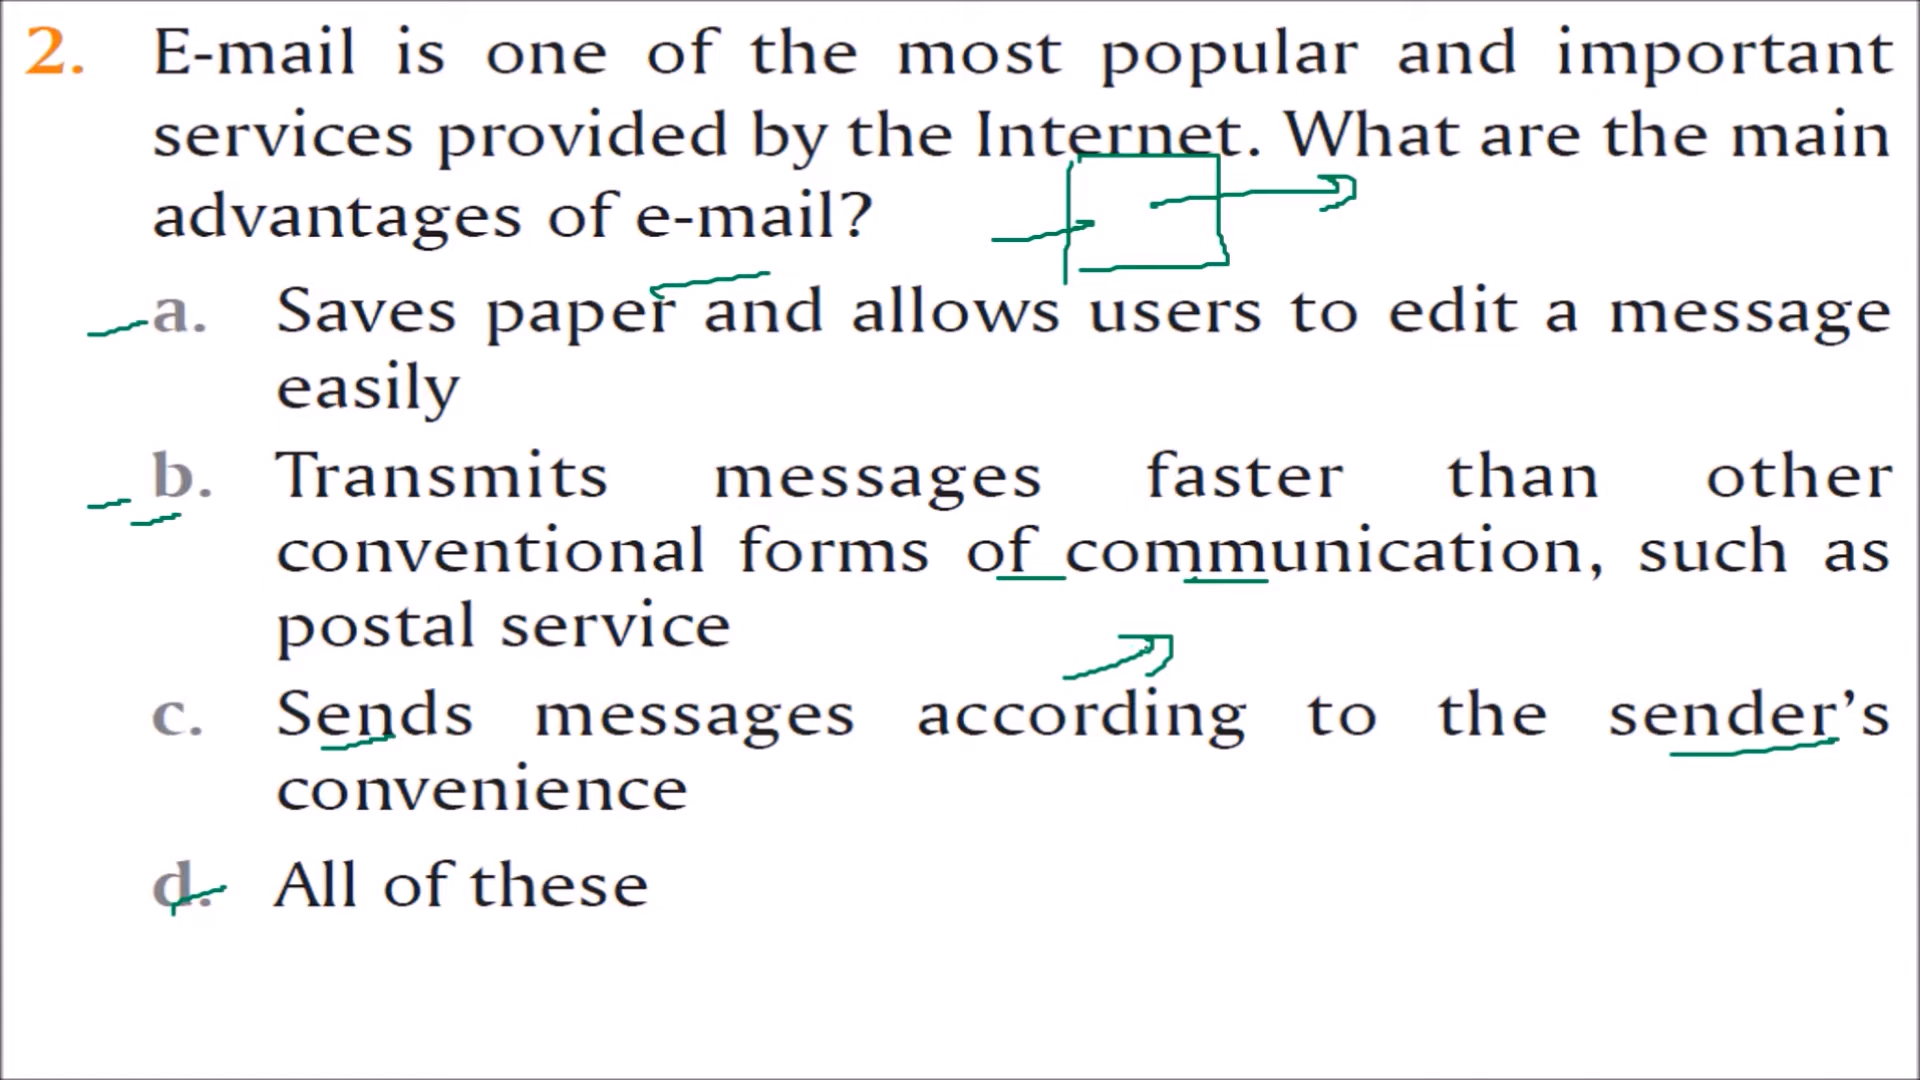 2. E-mail is one of the most popular and important
services provided by the Internet. What are the main
advantages of e-mail?
a. Saves paper and allows users to edit a message
easily
b. Transmits messages faster than other
conventional forms of communication, such as
postal service
c. Sends messages according to the sender’s
convenience
d. All of these